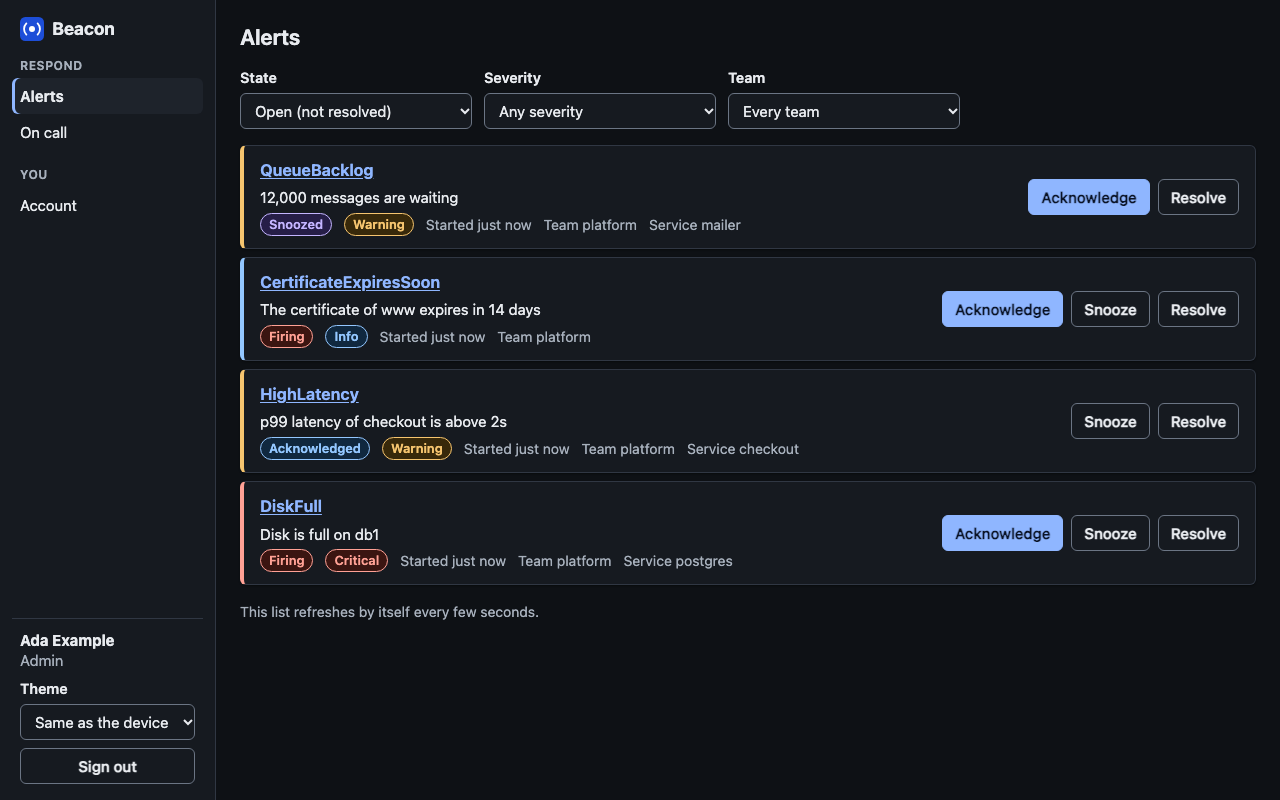 Beacon
RESPOND
Alerts
On call
YOU
Account
Ada Example
Admin
Theme
Same as the device
Sign out
Alerts
State
Severity
Team
Open (not resolved)
Any severity
Every team
QueueBacklog
12,000 messages are waiting
Snoozed Warning Started just now Team platform Service mailer
Acknowledge Resolve
CertificateExpiresSoon
The certificate of www expires in 14 days
Firing Info Started just now Team platform
Acknowledge Snooze Resolve
HighLatency
p99 latency of checkout is above 2s
Acknowledged Warning Started just now Team platform Service checkout
Snooze Resolve
DiskFull
Disk is full on db1
Firing Critical Started just now Team platform Service postgres
Acknowledge Snooze Resolve
This list refreshes by itself every few seconds.